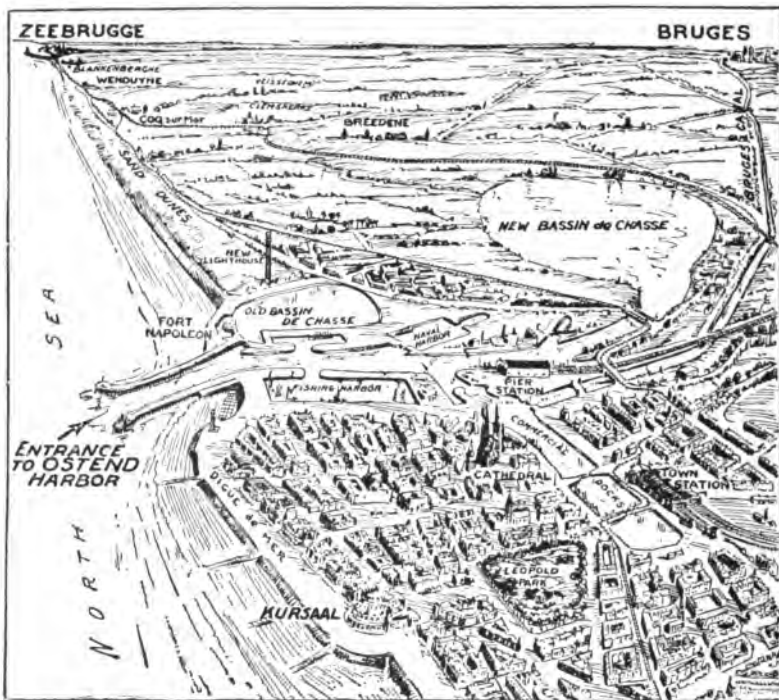 ZEEBRUGGE
BRUGES
BLANKENBERGHE
WENDUYNE
COQ sur Mer
CLEMSKERKE
BREEDENE
BRUGES CANAL
SAND DUNES
NEW BASSIN de CHASSE
NEW
LIGHTHOUSE
FORT
NAPOLEON
OLD BASSIN
DE CHASSE
NAVAL
HARBOR
FISHING HARBOR
PIER
STATION
ENTRANCE
TO OSTEND
HARBOR
COMMERCIAL
DOCKS
CATHEDRAL
TOWN
STATION
DIGUE de MER
LEOPOLD
PARK
KURSAAL
NORTH SEA